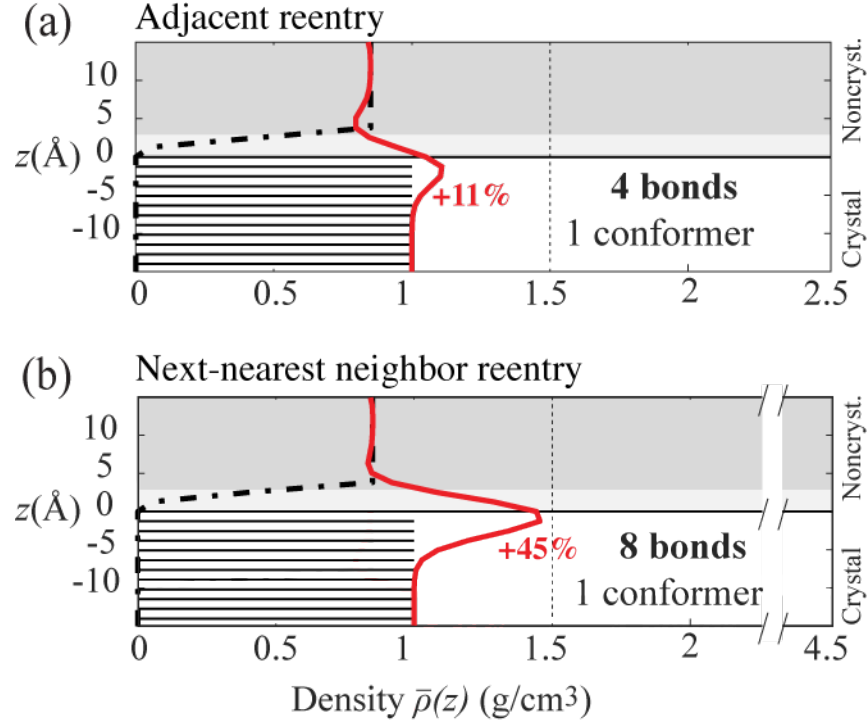 (a) Adjacent reentry
10
5
0
-5
-10
z(Å)
+11%
4 bonds
1 conformer
Noncryst.
Crystal
0 0.5 1 1.5 2 2.5
(b) Next-nearest neighbor reentry
10
5
0
-5
-10
z(Å)
+45%
8 bonds
1 conformer
Noncryst.
Crystal
0 0.5 1 1.5 2 4.5
Density ρ̄(z) (g/cm³)